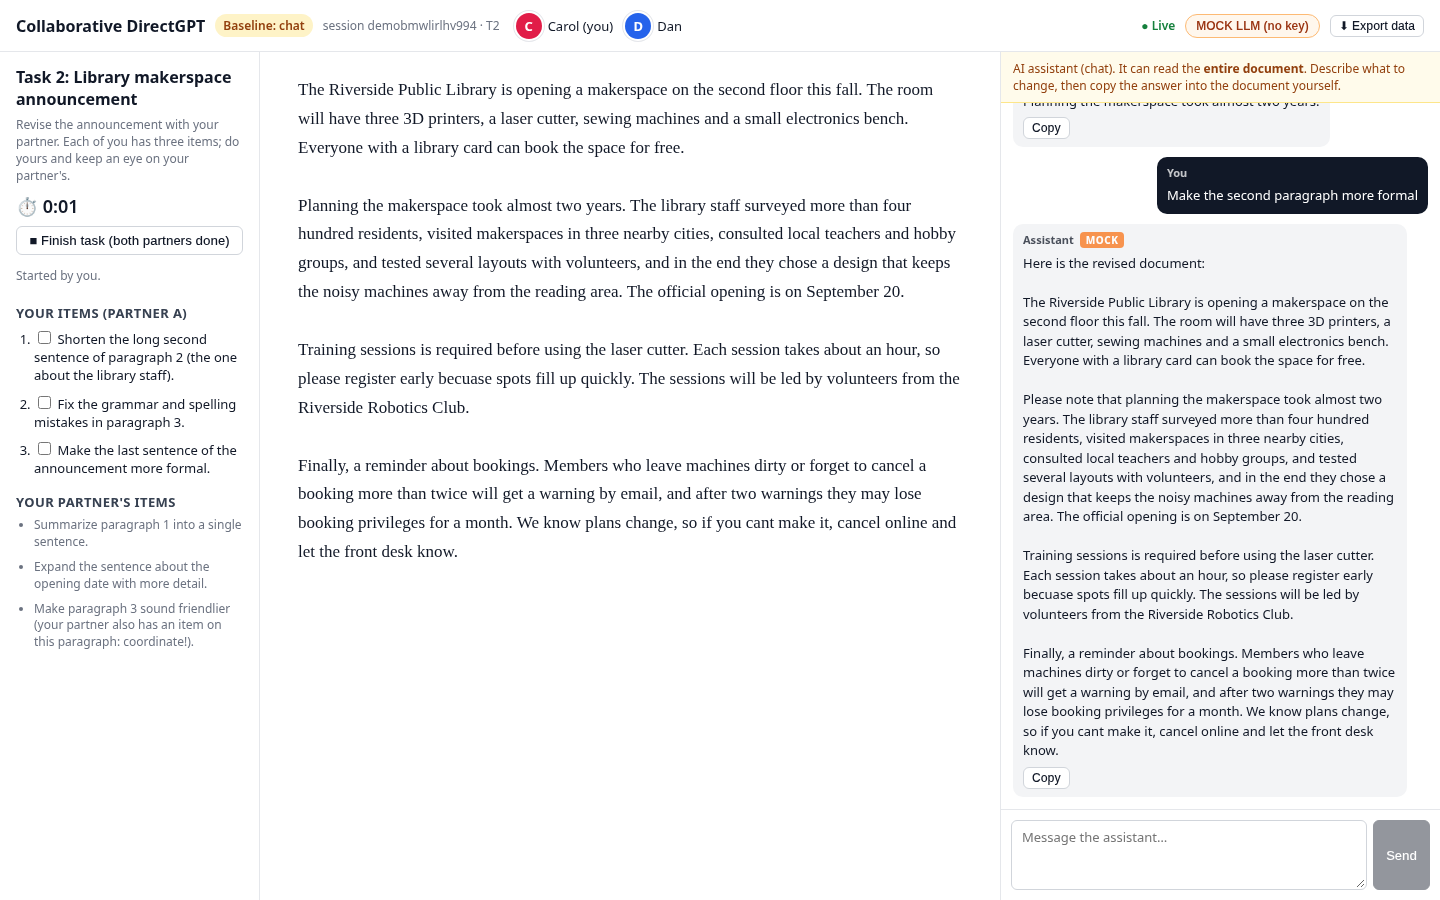 Collaborative DirectGPT
Baseline: chat
session demobmwlirlhv994 · T2
C Carol (you)
D Dan
● Live
MOCK LLM (no key)
⬇ Export data
Task 2: Library makerspace
announcement
Revise the announcement with your
partner. Each of you has three items; do
yours and keep an eye on your
partner's.
⏱️ 0:01
■ Finish task (both partners done)
Started by you.
YOUR ITEMS (PARTNER A)
1. Shorten the long second
sentence of paragraph 2 (the one
about the library staff).
2. Fix the grammar and spelling
mistakes in paragraph 3.
3. Make the last sentence of the
announcement more formal.
YOUR PARTNER'S ITEMS
• Summarize paragraph 1 into a single
sentence.
• Expand the sentence about the
opening date with more detail.
• Make paragraph 3 sound friendlier
(your partner also has an item on
this paragraph: coordinate!).
The Riverside Public Library is opening a makerspace on the second floor this fall. The room
will have three 3D printers, a laser cutter, sewing machines and a small electronics bench.
Everyone with a library card can book the space for free.
Planning the makerspace took almost two years. The library staff surveyed more than four
hundred residents, visited makerspaces in three nearby cities, consulted local teachers and hobby
groups, and tested several layouts with volunteers, and in the end they chose a design that keeps
the noisy machines away from the reading area. The official opening is on September 20.
Training sessions is required before using the laser cutter. Each session takes about an hour, so
please register early becuase spots fill up quickly. The sessions will be led by volunteers from the
Riverside Robotics Club.
Finally, a reminder about bookings. Members who leave machines dirty or forget to cancel a
booking more than twice will get a warning by email, and after two warnings they may lose
booking privileges for a month. We know plans change, so if you cant make it, cancel online and
let the front desk know.
AI assistant (chat). It can read the entire document. Describe what to
change, then copy the answer into the document yourself.
Planning the makerspace took almost two years.
Copy
You
Make the second paragraph more formal
Assistant MOCK
Here is the revised document:
The Riverside Public Library is opening a makerspace on the
second floor this fall. The room will have three 3D printers, a
laser cutter, sewing machines and a small electronics bench.
Everyone with a library card can book the space for free.
Please note that planning the makerspace took almost two
years. The library staff surveyed more than four hundred
residents, visited makerspaces in three nearby cities,
consulted local teachers and hobby groups, and tested
several layouts with volunteers, and in the end they chose a
design that keeps the noisy machines away from the reading
area. The official opening is on September 20.
Training sessions is required before using the laser cutter.
Each session takes about an hour, so please register early
becuase spots fill up quickly. The sessions will be led by
volunteers from the Riverside Robotics Club.
Finally, a reminder about bookings. Members who leave
machines dirty or forget to cancel a booking more than twice
will get a warning by email, and after two warnings they may
lose booking privileges for a month. We know plans change,
so if you cant make it, cancel online and let the front desk
know.
Copy
Message the assistant...
Send